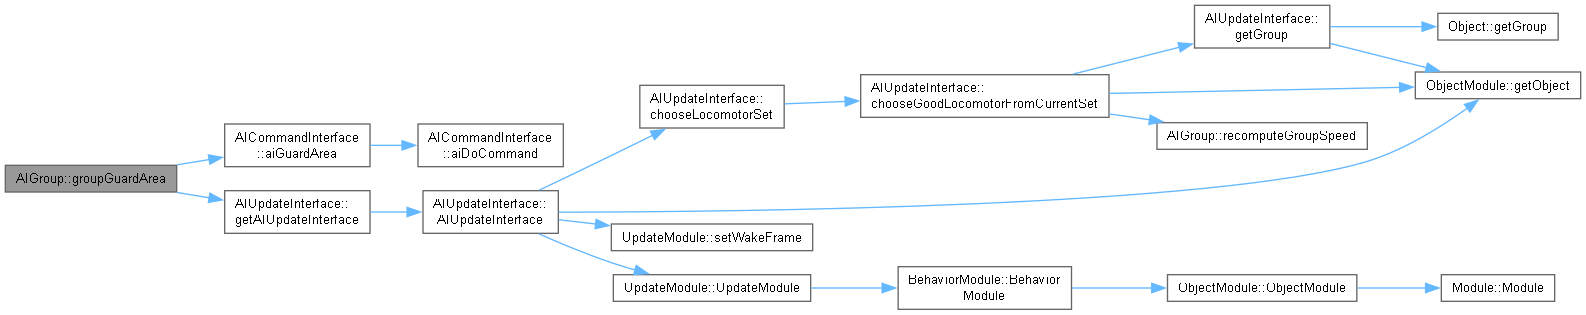 AIGroup::groupGuardArea
AICommandInterface
::aiGuardArea
AICommandInterface
::aiDoCommand
AIUpdateInterface::
getAIUpdateInterface
AIUpdateInterface::
AIUpdateInterface
AIUpdateInterface::
chooseLocomotorSet
AIUpdateInterface::
chooseGoodLocomotorFromCurrentSet
AIUpdateInterface::
getGroup
Object::getGroup
ObjectModule::getObject
AIGroup::recomputeGroupSpeed
UpdateModule::setWakeFrame
UpdateModule::UpdateModule
BehaviorModule::Behavior
Module
ObjectModule::ObjectModule
Module::Module